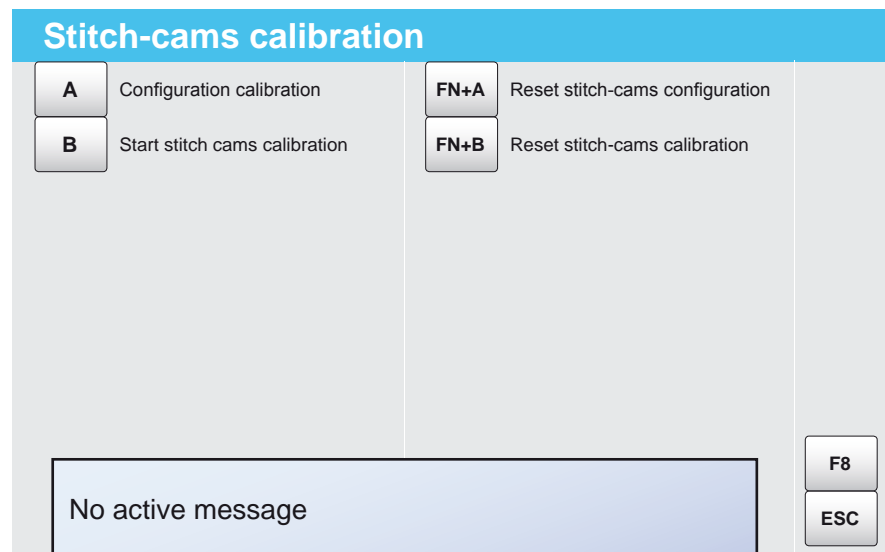 Stitch-cams calibration
A Configuration calibration
FN+A Reset stitch-cams configuration
B Start stitch cams calibration
FN+B Reset stitch-cams calibration
F8
No active message
ESC